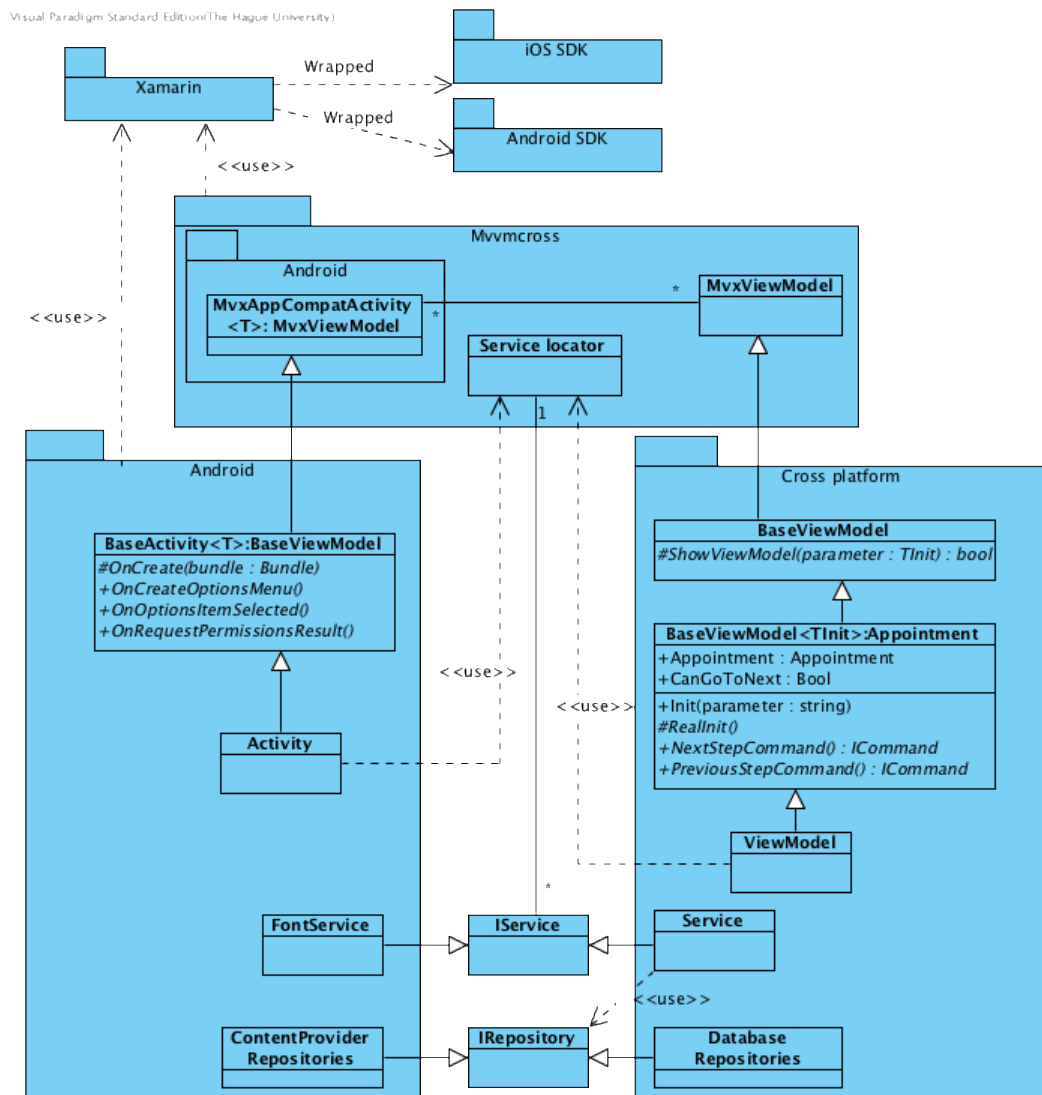 Visual Paradigm Standard Edition(The Hague University)
iOS SDK
Wrapped
Xamarin
Wrapped
Android SDK
<<use>>
Mvvmcross
Android
MvxAppCompatActivity
<T>: MvxViewModel
*
*
MvxViewModel
<<use>>
Service locator
1
Android
Cross platform
BaseActivity<T>:BaseViewModel
#OnCreate(bundle : Bundle)
+OnCreateOptionsMenu()
+OnOptionsItemSelected()
+OnRequestPermissionsResult()
BaseViewModel
#ShowViewModel(parameter : TInit) : bool
BaseViewModel<TInit>:Appointment
+Appointment : Appointment
+CanGoToNext : Bool
+Init(parameter : string)
#RealInit()
+NextStepCommand() : ICommand
+PreviousStepCommand() : ICommand
<<use>>
<<use>>
Activity
ViewModel
*
FontService
IService
Service
<<use>>
ContentProvider
Repositories
IRepository
Database
Repositories